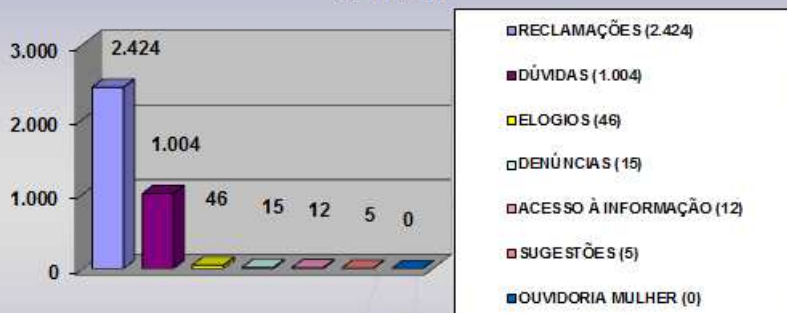 3.000
2.000
1.000
0
2.424
1.004
46
15
12
5
0
RECLAMAÇÕES (2.424)
DÚVIDAS (1.004)
ELOGIOS (46)
DENÚNCIAS (15)
ACESSO À INFORMAÇÃO (12)
SUGESTÕES (5)
OUVIDORIA MULHER (0)